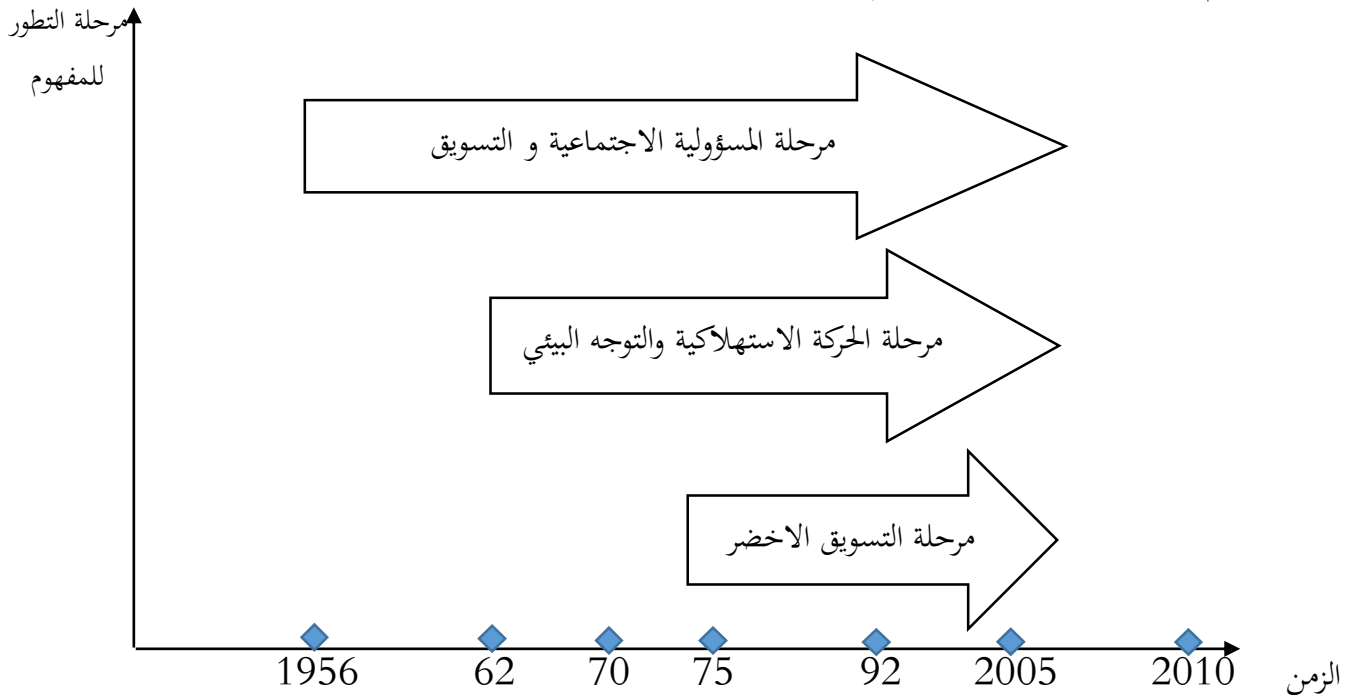 مرحلة التطور
للمفهوم
مرحلة المسؤولية الاجتماعية و التسويق
مرحلة الحركة الاستهلاكية والتوجه البيئي
مرحلة التسويق الاخضر
1956 62 70 75 92 2005 2010
الزمن